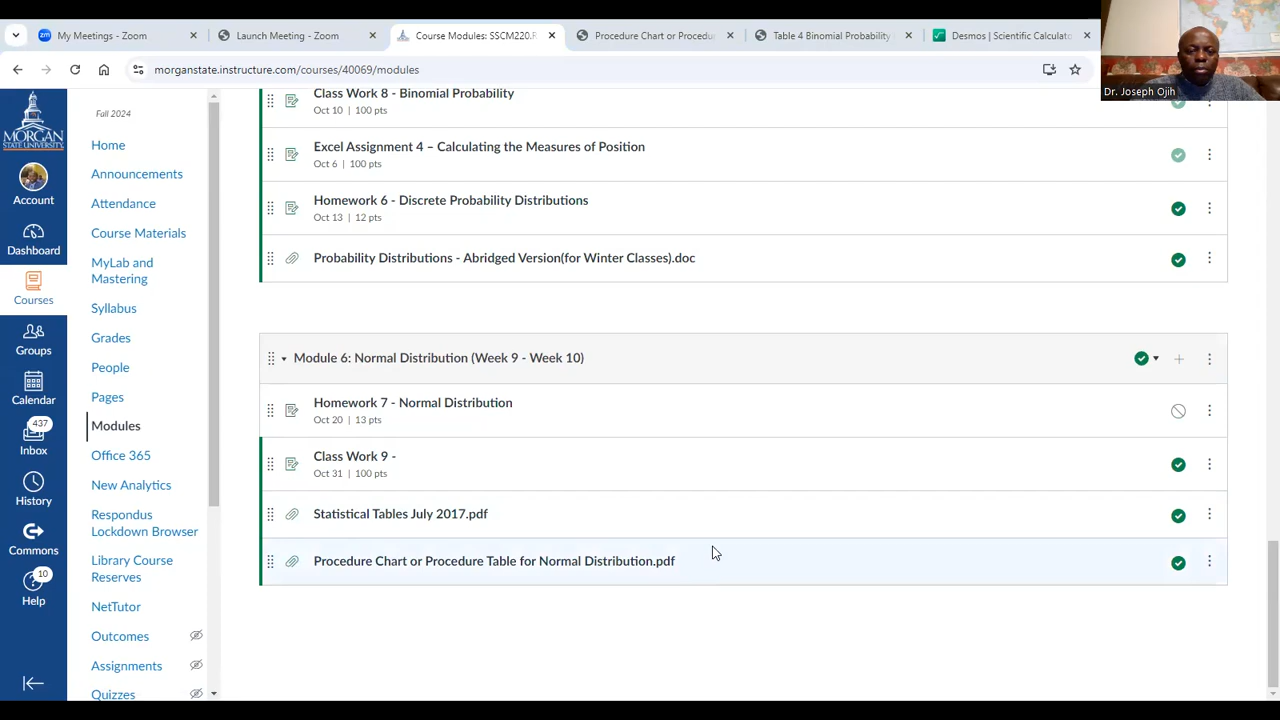 My Meetings - Zoom
Launch Meeting - Zoom
Course Modules: SSCM220.R
Procedure Chart or Procedu
Table 4 Binomial Probability
Desmos | Scientific Calculat
morganstate.instructure.com/courses/40069/modules
Dr. Joseph Ojih
MORGAN
STATE UNIVERSITY
Account
Dashboard
Courses
Groups
Calendar
437
Inbox
History
Commons
10
Help
Fall 2024
Home
Announcements
Attendance
Course Materials
MyLab and
Mastering
Syllabus
Grades
People
Pages
Modules
Office 365
New Analytics
Respondus
Lockdown Browser
Library Course
Reserves
NetTutor
Outcomes
Assignments
Quizzes
Class Work 8 - Binomial Probability
Oct 10 | 100 pts
Excel Assignment 4 – Calculating the Measures of Position
Oct 6 | 100 pts
Homework 6 - Discrete Probability Distributions
Oct 13 | 12 pts
Probability Distributions - Abridged Version(for Winter Classes).doc
Module 6: Normal Distribution (Week 9 - Week 10)
Homework 7 - Normal Distribution
Oct 20 | 13 pts
Class Work 9 -
Oct 31 | 100 pts
Statistical Tables July 2017.pdf
Procedure Chart or Procedure Table for Normal Distribution.pdf